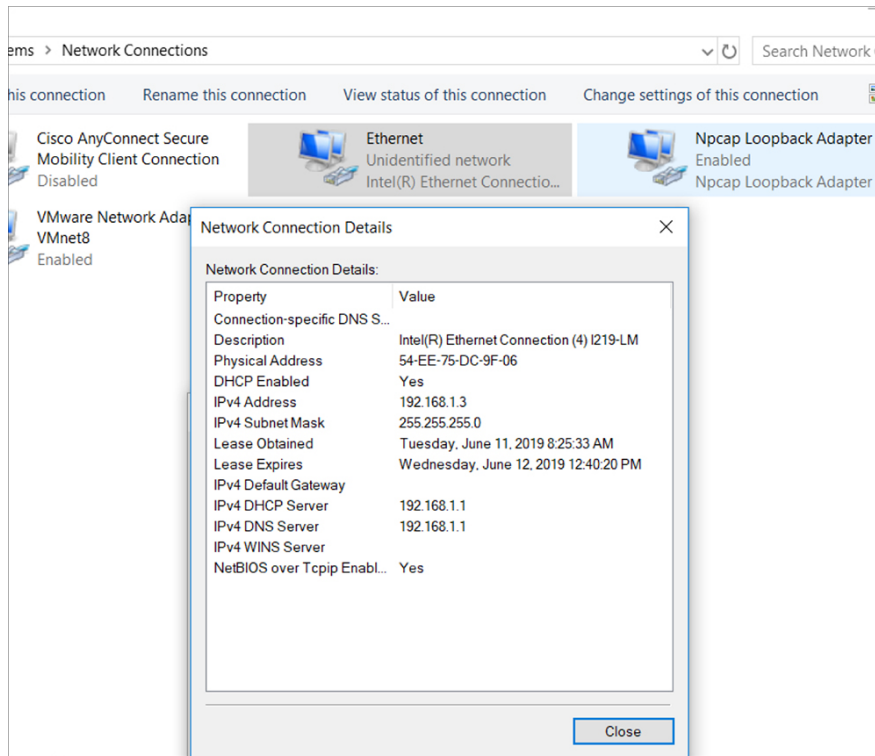 ems > Network Connections
Search Network
his connection Rename this connection View status of this connection Change settings of this connection
Cisco AnyConnect Secure
Mobility Client Connection
Disabled
Ethernet
Unidentified network
Intel(R) Ethernet Connectio...
Npcap Loopback Adapter
Enabled
Npcap Loopback Adapter
VMware Network Adap
VMnet8
Enabled
Network Connection Details
Network Connection Details:
Property Value
Connection-specific DNS S...
Description Intel(R) Ethernet Connection (4) I219-LM
Physical Address 54-EE-75-DC-9F-06
DHCP Enabled Yes
IPv4 Address 192.168.1.3
IPv4 Subnet Mask 255.255.255.0
Lease Obtained Tuesday, June 11, 2019 8:25:33 AM
Lease Expires Wednesday, June 12, 2019 12:40:20 PM
IPv4 Default Gateway
IPv4 DHCP Server 192.168.1.1
IPv4 DNS Server 192.168.1.1
IPv4 WINS Server
NetBIOS over Tcpip Enabl... Yes
Close